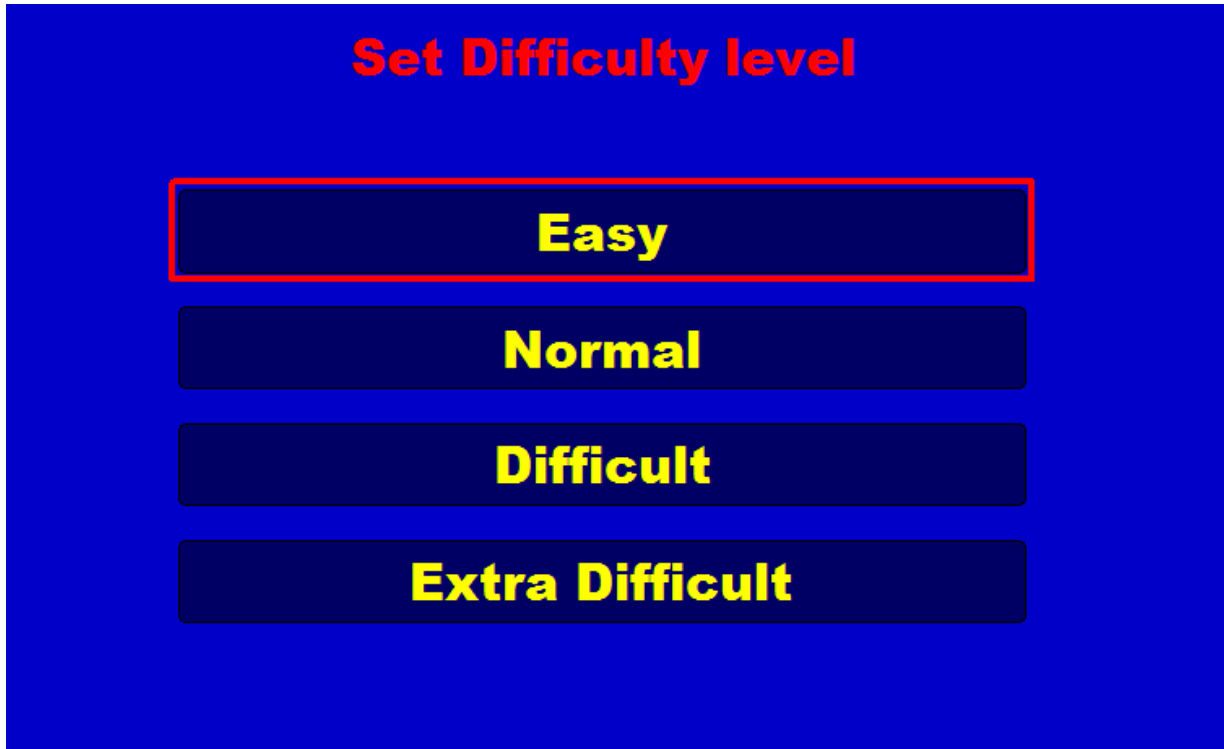 Set Difficulty level
Easy
Normal
Difficult
Extra Difficult